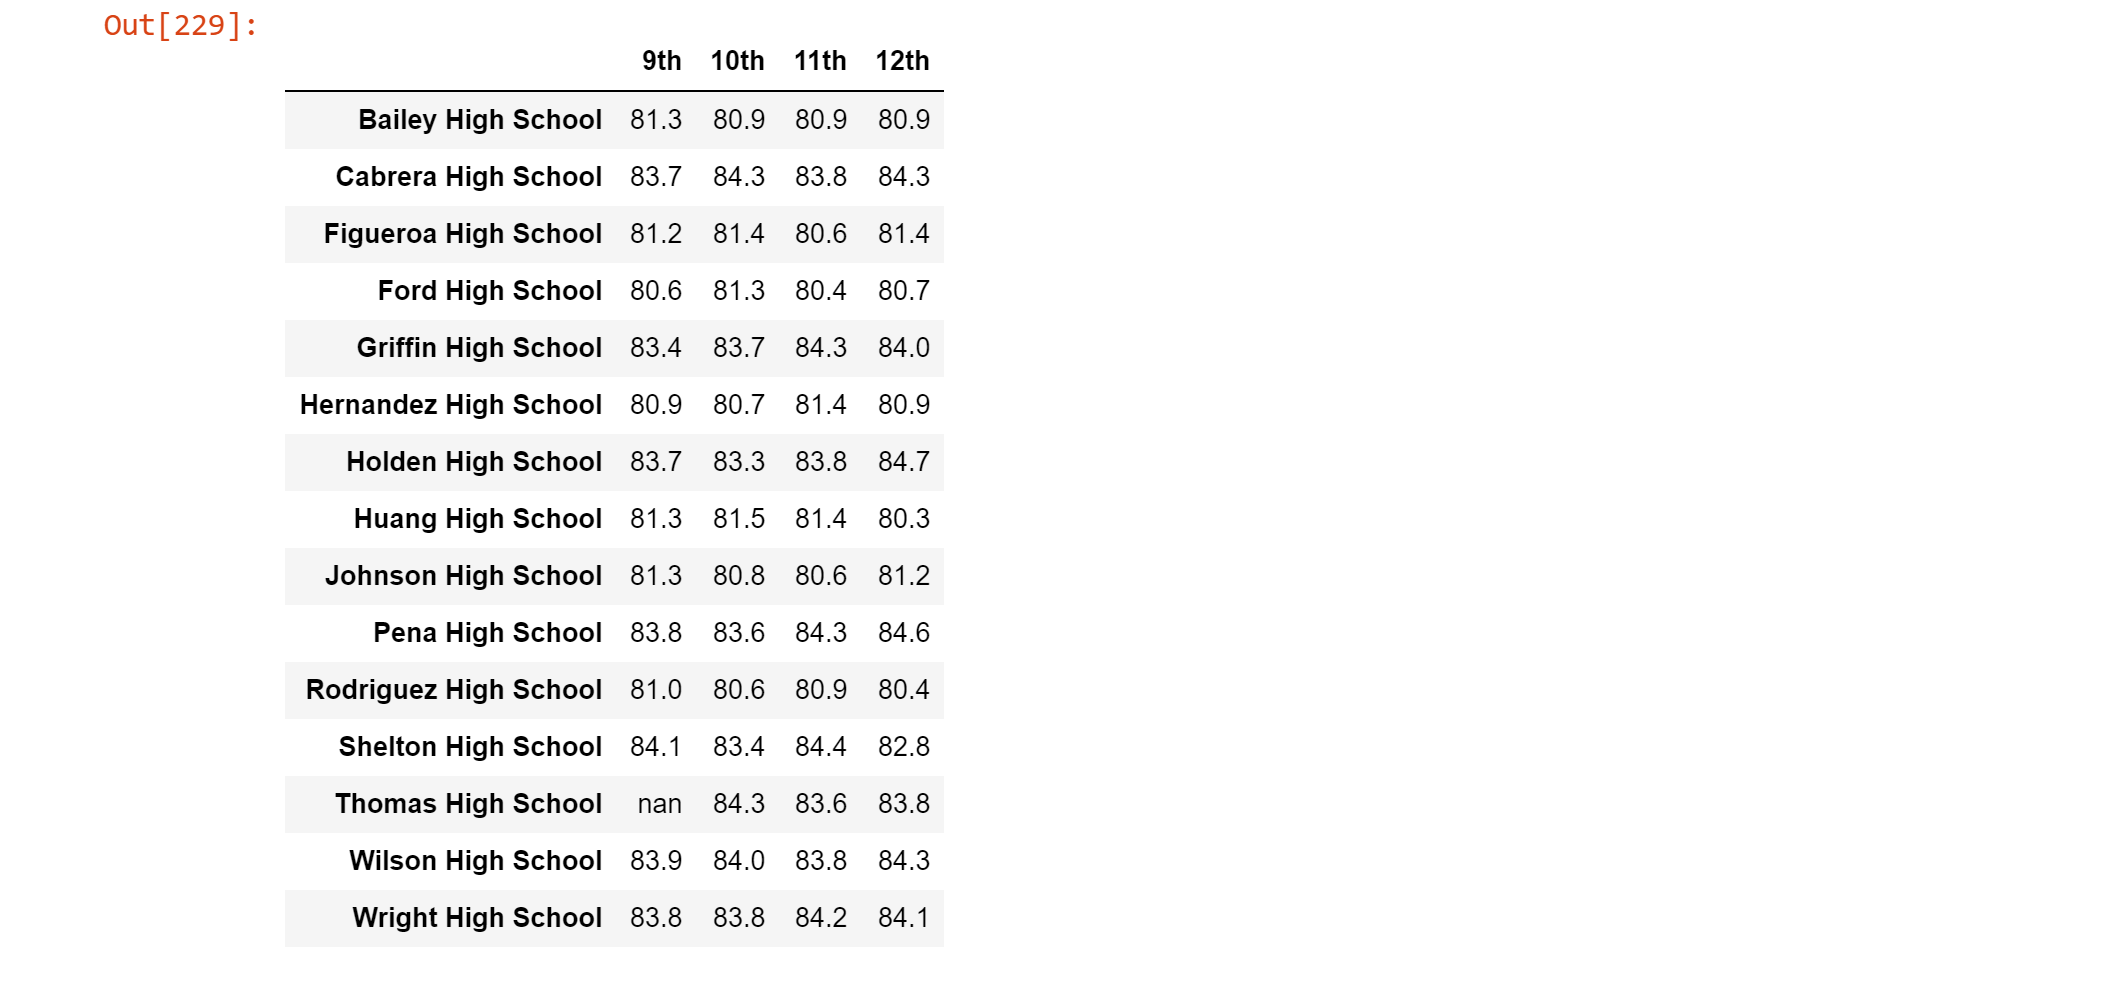 Out[229]:
9th 10th 11th 12th
Bailey High School 81.3 80.9 80.9 80.9
Cabrera High School 83.7 84.3 83.8 84.3
Figueroa High School 81.2 81.4 80.6 81.4
Ford High School 80.6 81.3 80.4 80.7
Griffin High School 83.4 83.7 84.3 84.0
Hernandez High School 80.9 80.7 81.4 80.9
Holden High School 83.7 83.3 83.8 84.7
Huang High School 81.3 81.5 81.4 80.3
Johnson High School 81.3 80.8 80.6 81.2
Pena High School 83.8 83.6 84.3 84.6
Rodriguez High School 81.0 80.6 80.9 80.4
Shelton High School 84.1 83.4 84.4 82.8
Thomas High School nan 84.3 83.6 83.8
Wilson High School 83.9 84.0 83.8 84.3
Wright High School 83.8 83.8 84.2 84.1